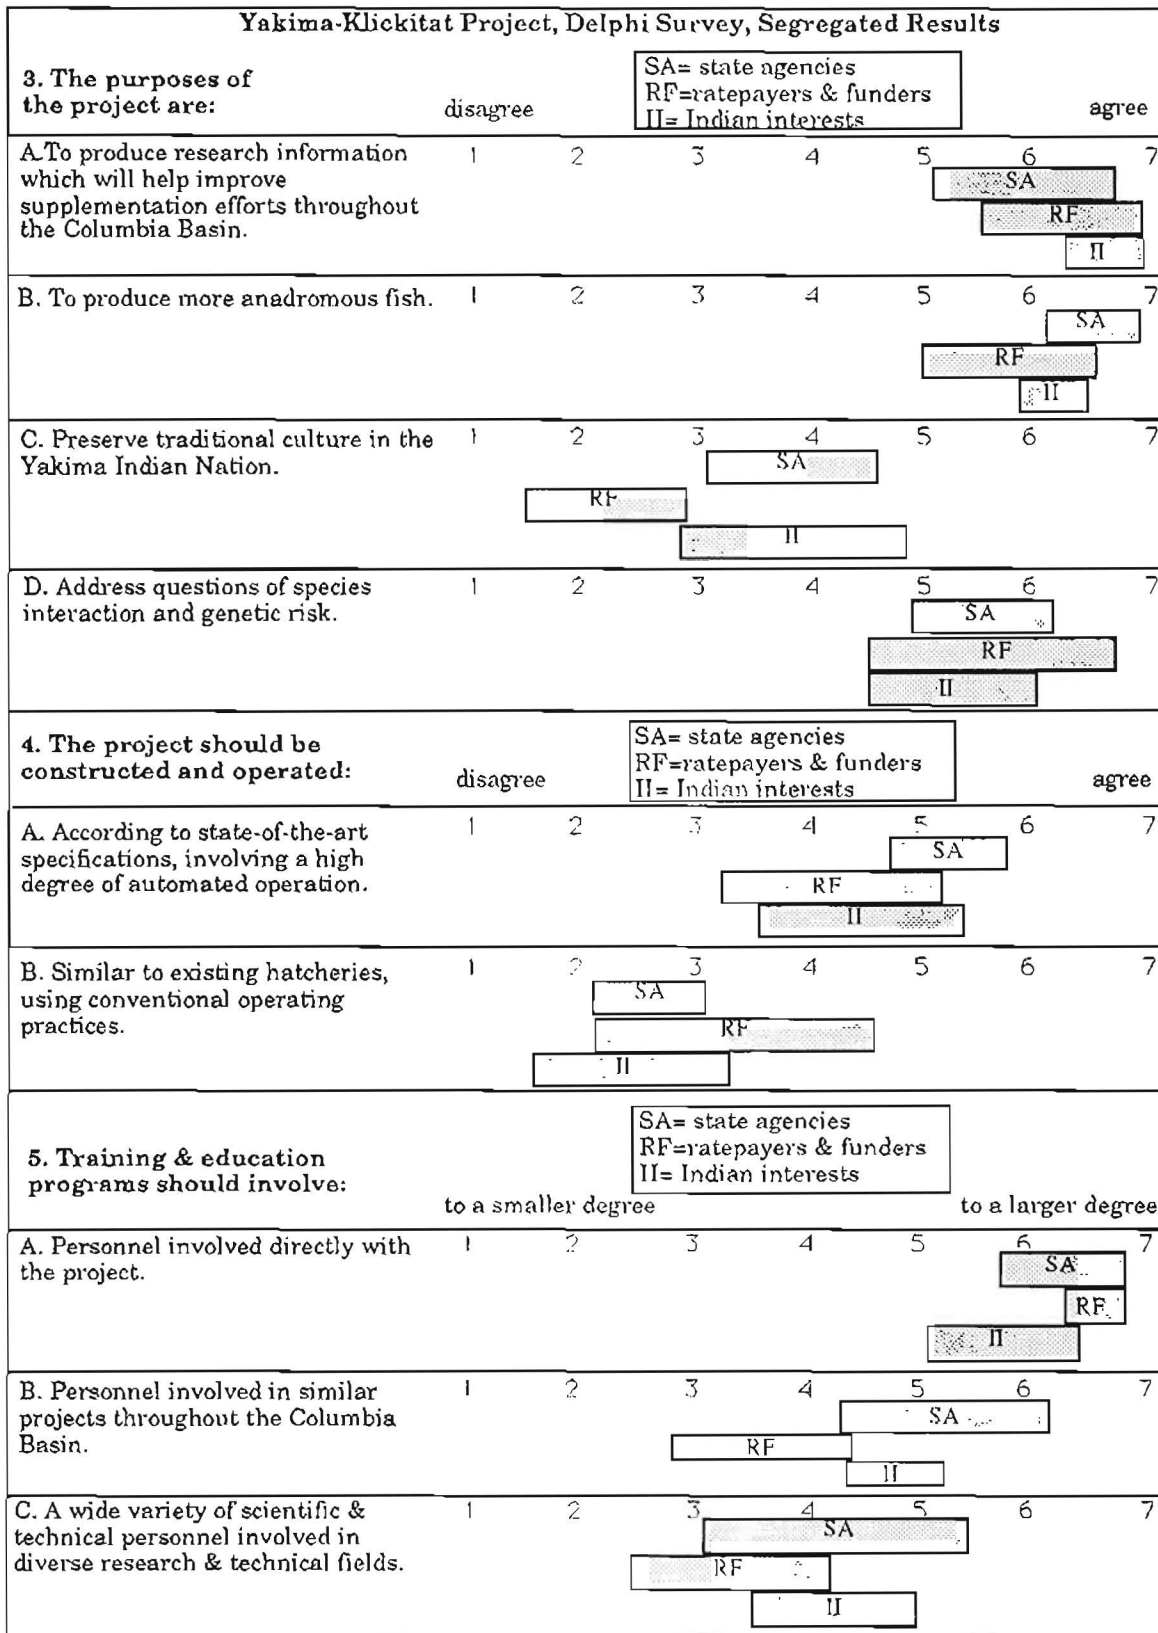 Yakima-Klickitat Project, Delphi Survey, Segregated Results
3. The purposes of
the project are:
disagree
SA= state agencies
RF=ratepayers & funders
II= Indian interests
agree
A.To produce research information
which will help improve
supplementation efforts throughout
the Columbia Basin.
1 2 3 4 5 6 7
SA
RF
II
B. To produce more anadromous fish.
1 2 3 4 5 6 7
SA
RF
II
C. Preserve traditional culture in the
Yakima Indian Nation.
1 2 3 4 5 6 7
SA
RF
II
D. Address questions of species
interaction and genetic risk.
1 2 3 4 5 6 7
SA
RF
II
4. The project should be
constructed and operated:
disagree
SA= state agencies
RF=ratepayers & funders
II= Indian interests
agree
A. According to state-of-the-art
specifications, involving a high
degree of automated operation.
1 2 3 4 5 6 7
SA
RF
II
B. Similar to existing hatcheries,
using conventional operating
practices.
1 2 3 4 5 6 7
SA
RF
II
5. Training & education
programs should involve:
SA= state agencies
RF=ratepayers & funders
II= Indian interests
to a smaller degree
to a larger degree
A. Personnel involved directly with
the project.
1 2 3 4 5 6 7
SA
RF
II
B. Personnel involved in similar
projects throughout the Columbia
Basin.
1 2 3 4 5 6 7
SA
RF
II
C. A wide variety of scientific &
technical personnel involved in
diverse research & technical fields.
1 2 3 4 5 6 7
SA
RF
II